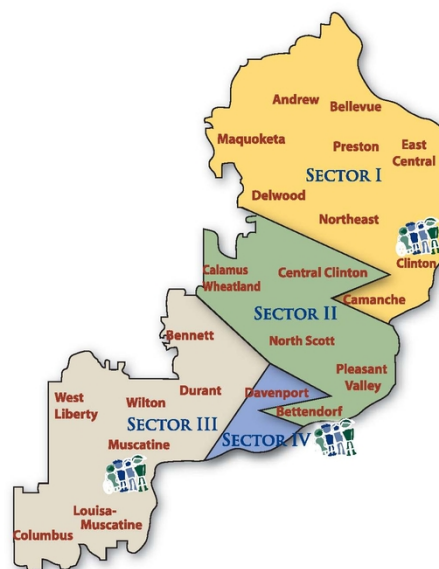 Andrew
Bellevue
Maquoketa
Preston
East
Central
SECTOR I
Delwood
Northeast
Clinton
Calamus
Wheatland
Central Clinton
Camanche
SECTOR II
North Scott
Bennett
Pleasant
Valley
Durant
Davenport
West
Liberty
Wilton
Bettendorf
SECTOR III
SECTOR IV
Muscatine
Louisa-
Muscatine
Columbus